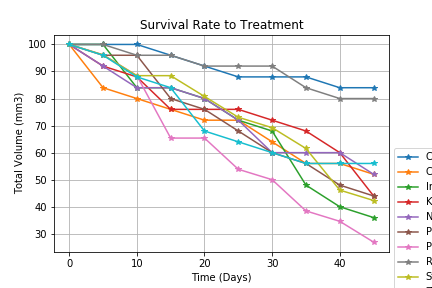 Survival Rate to Treatment
Total Volume (mm3)
100
90
80
70
60
50
40
30
0
10
20
30
40
Time (Days)
C
C
In
K
N
P
P
R
S